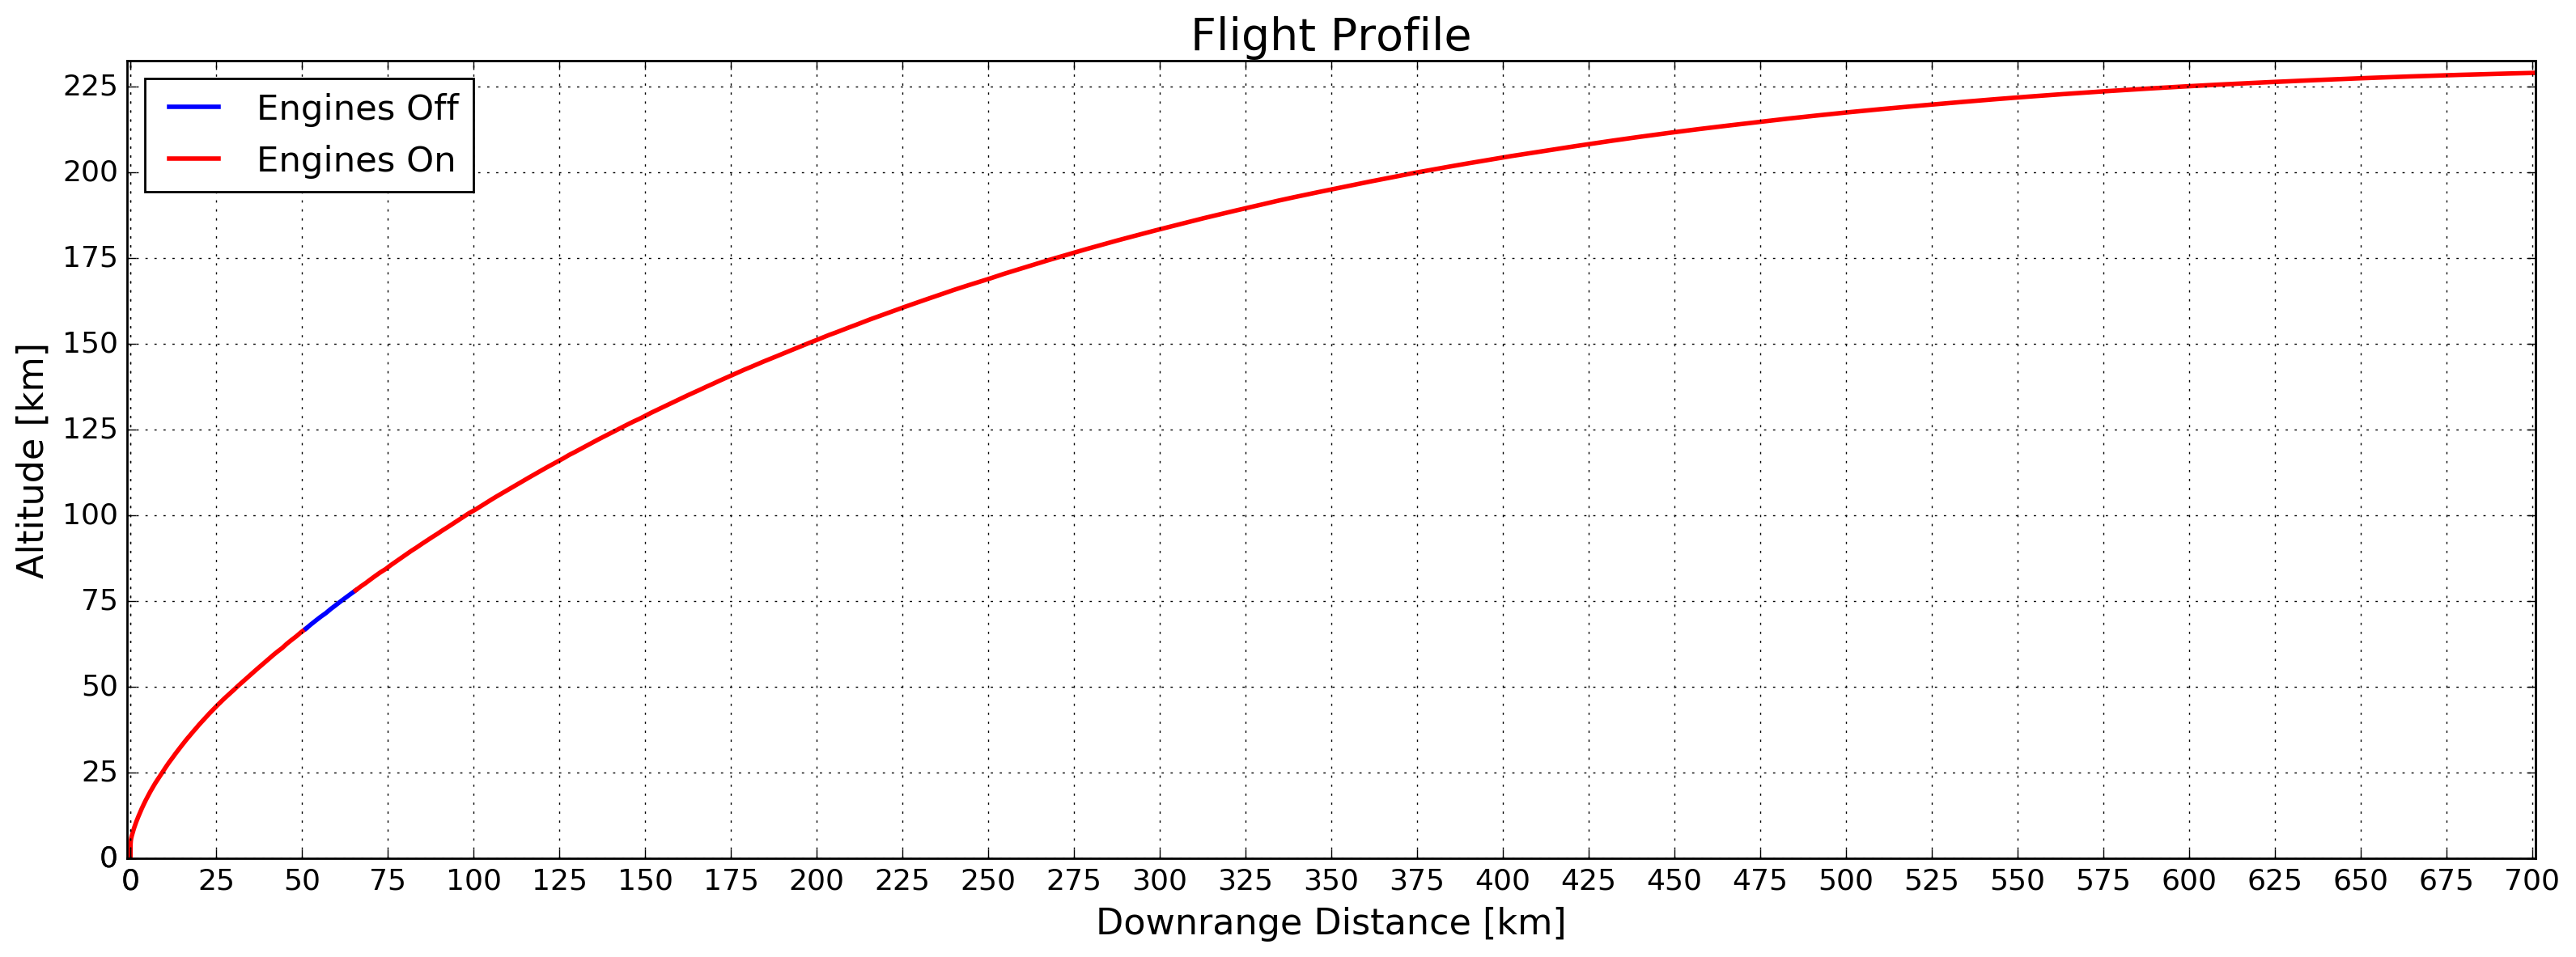 Flight Profile
Engines Off
Engines On
225
200
175
150
125
100
75
50
25
0
Altitude [km]
0 25 50 75 100 125 150 175 200 225 250 275 300 325 350 375 400 425 450 475 500 525 550 575 600 625 650 675 700
Downrange Distance [km]